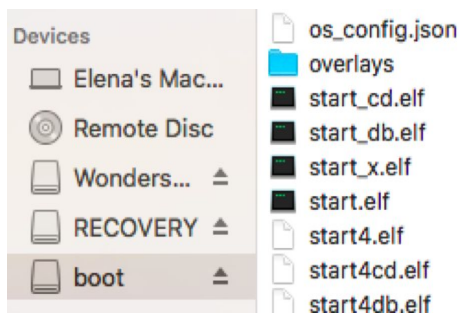 Devices
Elena's Mac...
Remote Disc
Wonders...
RECOVERY
boot
os_config.json
overlays
start_cd.elf
start_db.elf
start_x.elf
start.elf
start4.elf
start4cd.elf
start4db.elf